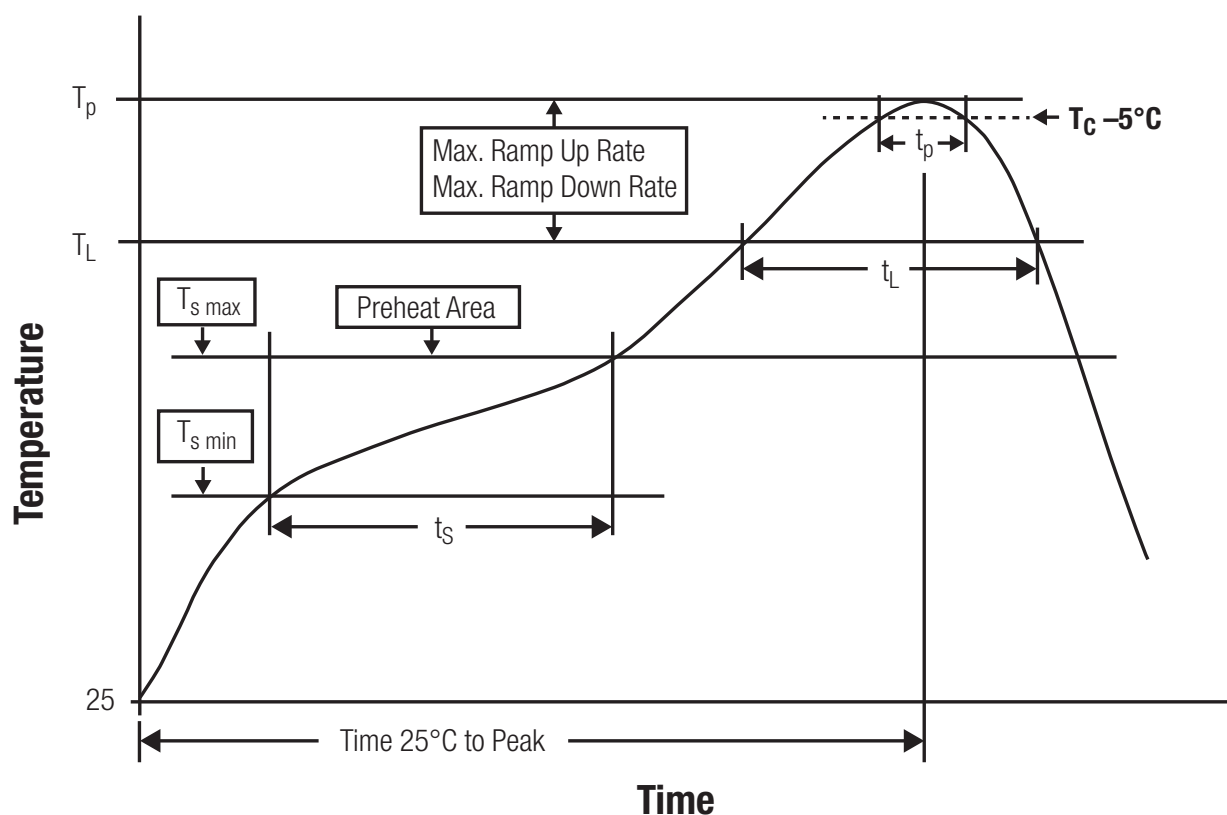 Tp
TC –5°C
Max. Ramp Up Rate
Max. Ramp Down Rate
tp
TL
tL
Ts max
Preheat Area
Ts min
tS
Temperature
25
Time 25°C to Peak
Time